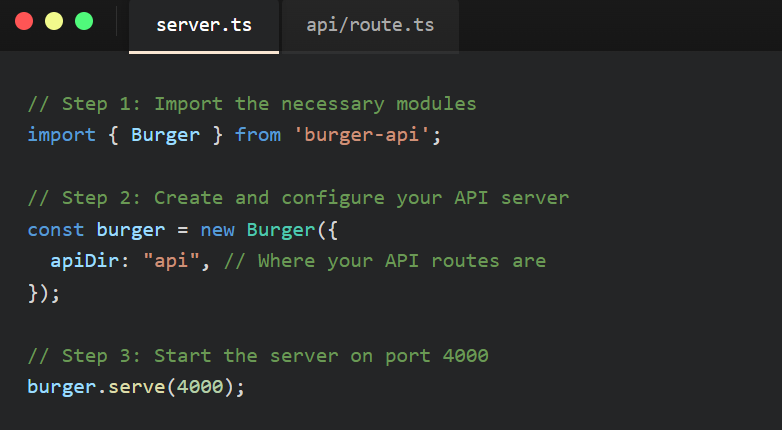 server.ts
api/route.ts
// Step 1: Import the necessary modules
import { Burger } from 'burger-api';
// Step 2: Create and configure your API server
const burger = new Burger({
  apiDir: "api", // Where your API routes are
});
// Step 3: Start the server on port 4000
burger.serve(4000);